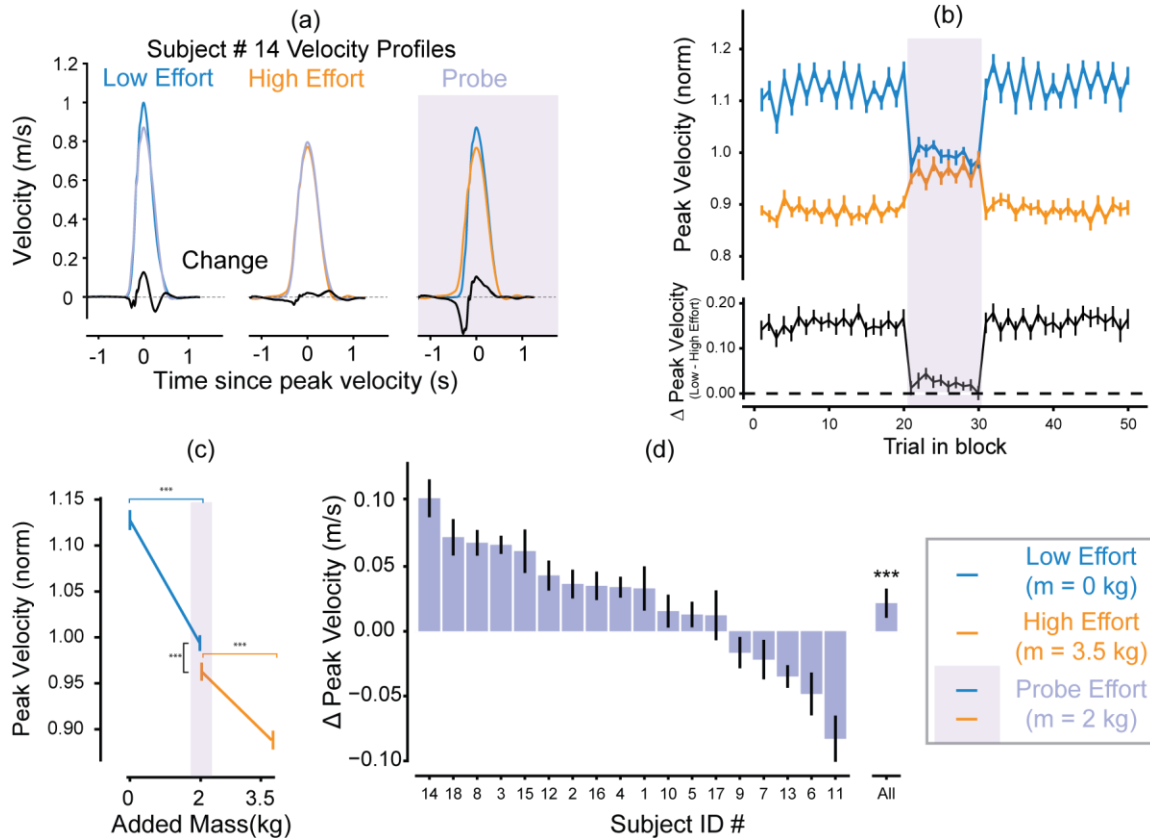 (a)
Subject # 14 Velocity Profiles
Low Effort High Effort Probe
Velocity (m/s)
1.2
1
0.8
0.6
0.4
0.2
0
Change
-1 0 1 -1 0 1 -1 0 1
Time since peak velocity (s)
(b)
Peak Velocity (norm)
1.2
1.1
1.0
0.9
0.8
Δ Peak Velocity
(Low - High Effort)
0.20
0.10
0.00
0 10 20 30 40 50
Trial in block
(c)
Peak Velocity (norm)
1.15
1.10
1.05
1.00
0.95
0.90
***
***
***
0 2 3.5
Added Mass(kg)
(d)
Δ Peak Velocity (m/s)
0.10
0.05
0.00
−0.05
−0.10
***
14 18 8 3 15 12 2 16 4 1 10 5 17 9 7 13 6 11 All
Subject ID #
Low Effort
(m = 0 kg)
High Effort
(m = 3.5 kg)
Probe Effort
(m = 2 kg)